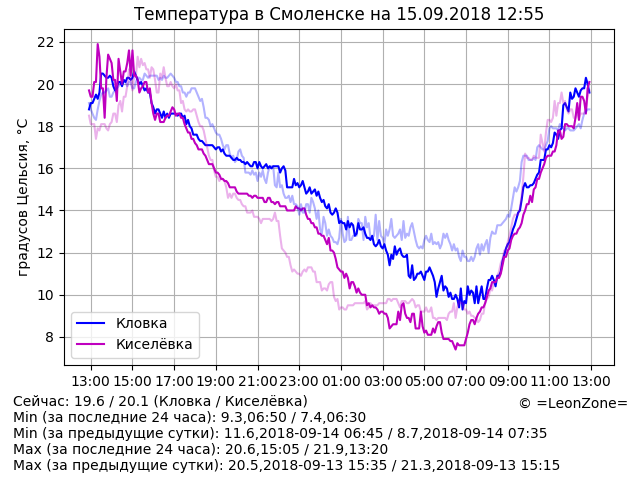 Температура в Смоленске на 15.09.2018 12:55
градусов Цельсия, °C
22
20
18
16
14
12
10
8
Кловка
Киселёвка
13:00 15:00 17:00 19:00 21:00 23:00 01:00 03:00 05:00 07:00 09:00 11:00 13:00
Сейчас: 19.6 / 20.1 (Кловка / Киселёвка)
© =LeonZone=
Min (за последние 24 часа): 9.3,06:50 / 7.4,06:30
Min (за предыдущие сутки): 11.6,2018-09-14 06:45 / 8.7,2018-09-14 07:35
Max (за последние 24 часа): 20.6,15:05 / 21.9,13:20
Max (за предыдущие сутки): 20.5,2018-09-13 15:35 / 21.3,2018-09-13 15:15